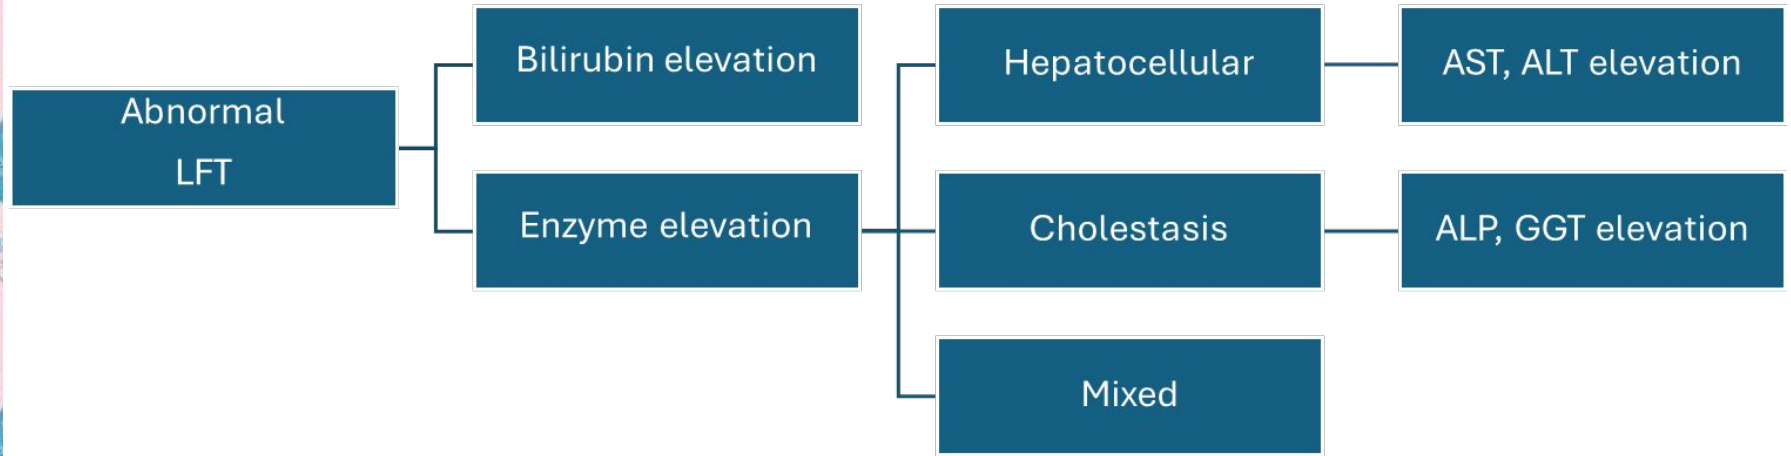 Abnormal
LFT
Bilirubin elevation
Enzyme elevation
Hepatocellular
Cholestasis
Mixed
AST, ALT elevation
ALP, GGT elevation